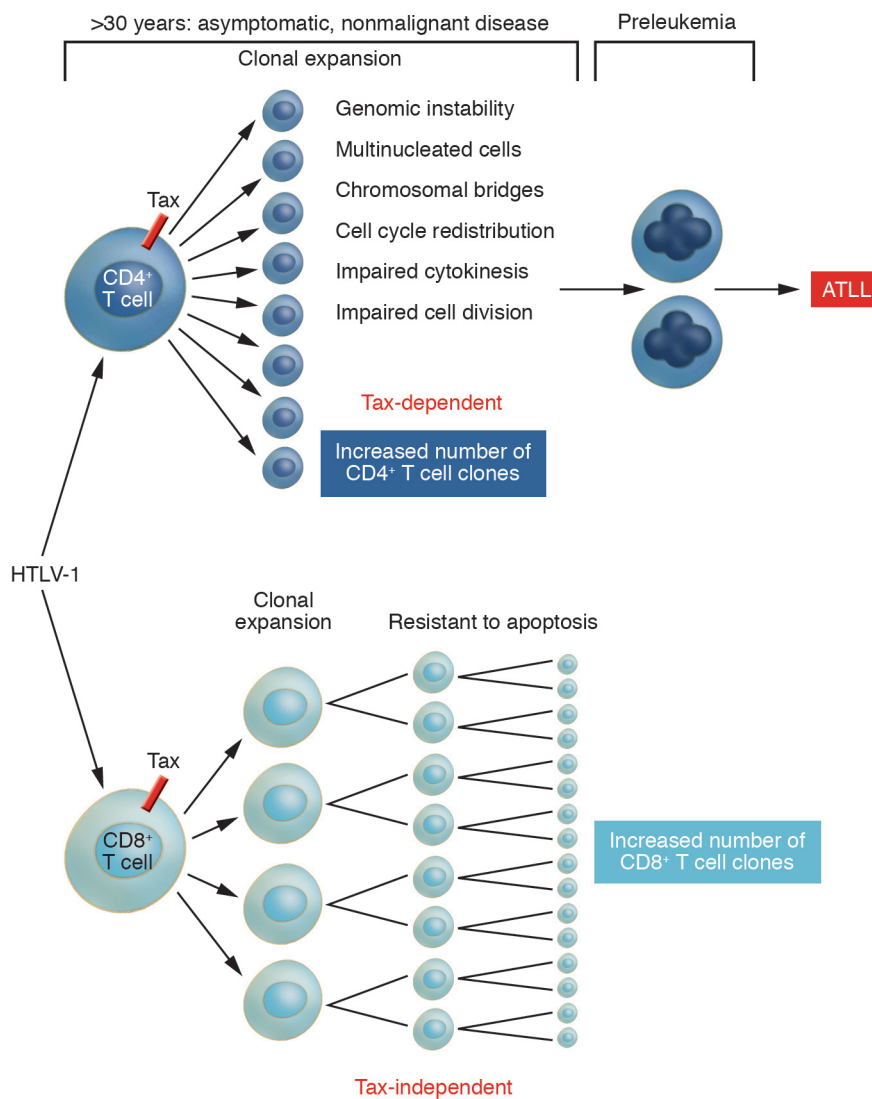 >30 years: asymptomatic, nonmalignant disease
Preleukemia
Clonal expansion
Genomic instability
Multinucleated cells
Chromosomal bridges
Cell cycle redistribution
Impaired cytokinesis
Impaired cell division
Tax
CD4⁺
T cell
ATLL
Tax-dependent
Increased number of
CD4⁺ T cell clones
HTLV-1
Clonal
expansion
Resistant to apoptosis
Tax
CD8⁺
T cell
Increased number of
CD8⁺ T cell clones
Tax-independent